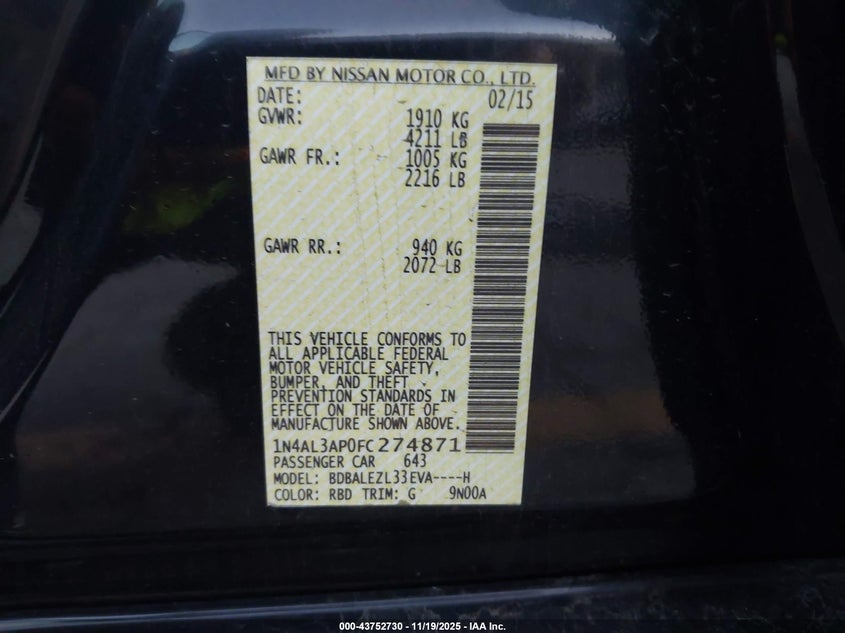 MFD BY NISSAN MOTOR CO., LTD.
DATE: 02/15
GVWR: 1910 KG
4211 LB
GAWR FR.: 1005 KG
2216 LB
GAWR RR.: 940 KG
2072 LB
THIS VEHICLE CONFORMS TO
ALL APPLICABLE FEDERAL
MOTOR VEHICLE SAFETY,
BUMPER, AND THEFT
PREVENTION STANDARDS IN
EFFECT ON THE DATE OF
MANUFACTURE SHOWN ABOVE.
1N4AL3AP0FC274871
PASSENGER CAR 643
MODEL: BDBALEZL33EVA----H
COLOR: RBD TRIM: G 9N00A
000-43752730 - 11/19/2025 - IAA Inc.